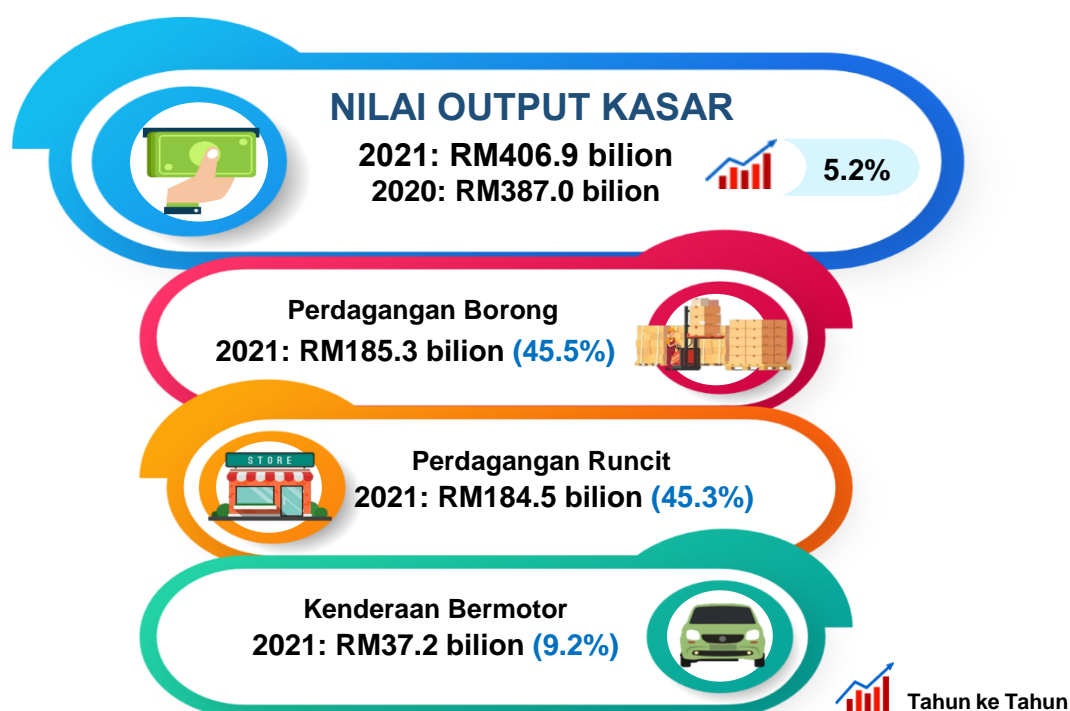 NILAI OUTPUT KASAR
2021: RM406.9 bilion
2020: RM387.0 bilion
5.2%
Perdagangan Borong
2021: RM185.3 bilion (45.5%)
STORE
Perdagangan Runcit
2021: RM184.5 bilion (45.3%)
Kenderaan Bermotor
2021: RM37.2 bilion (9.2%)
Tahun ke Tahun